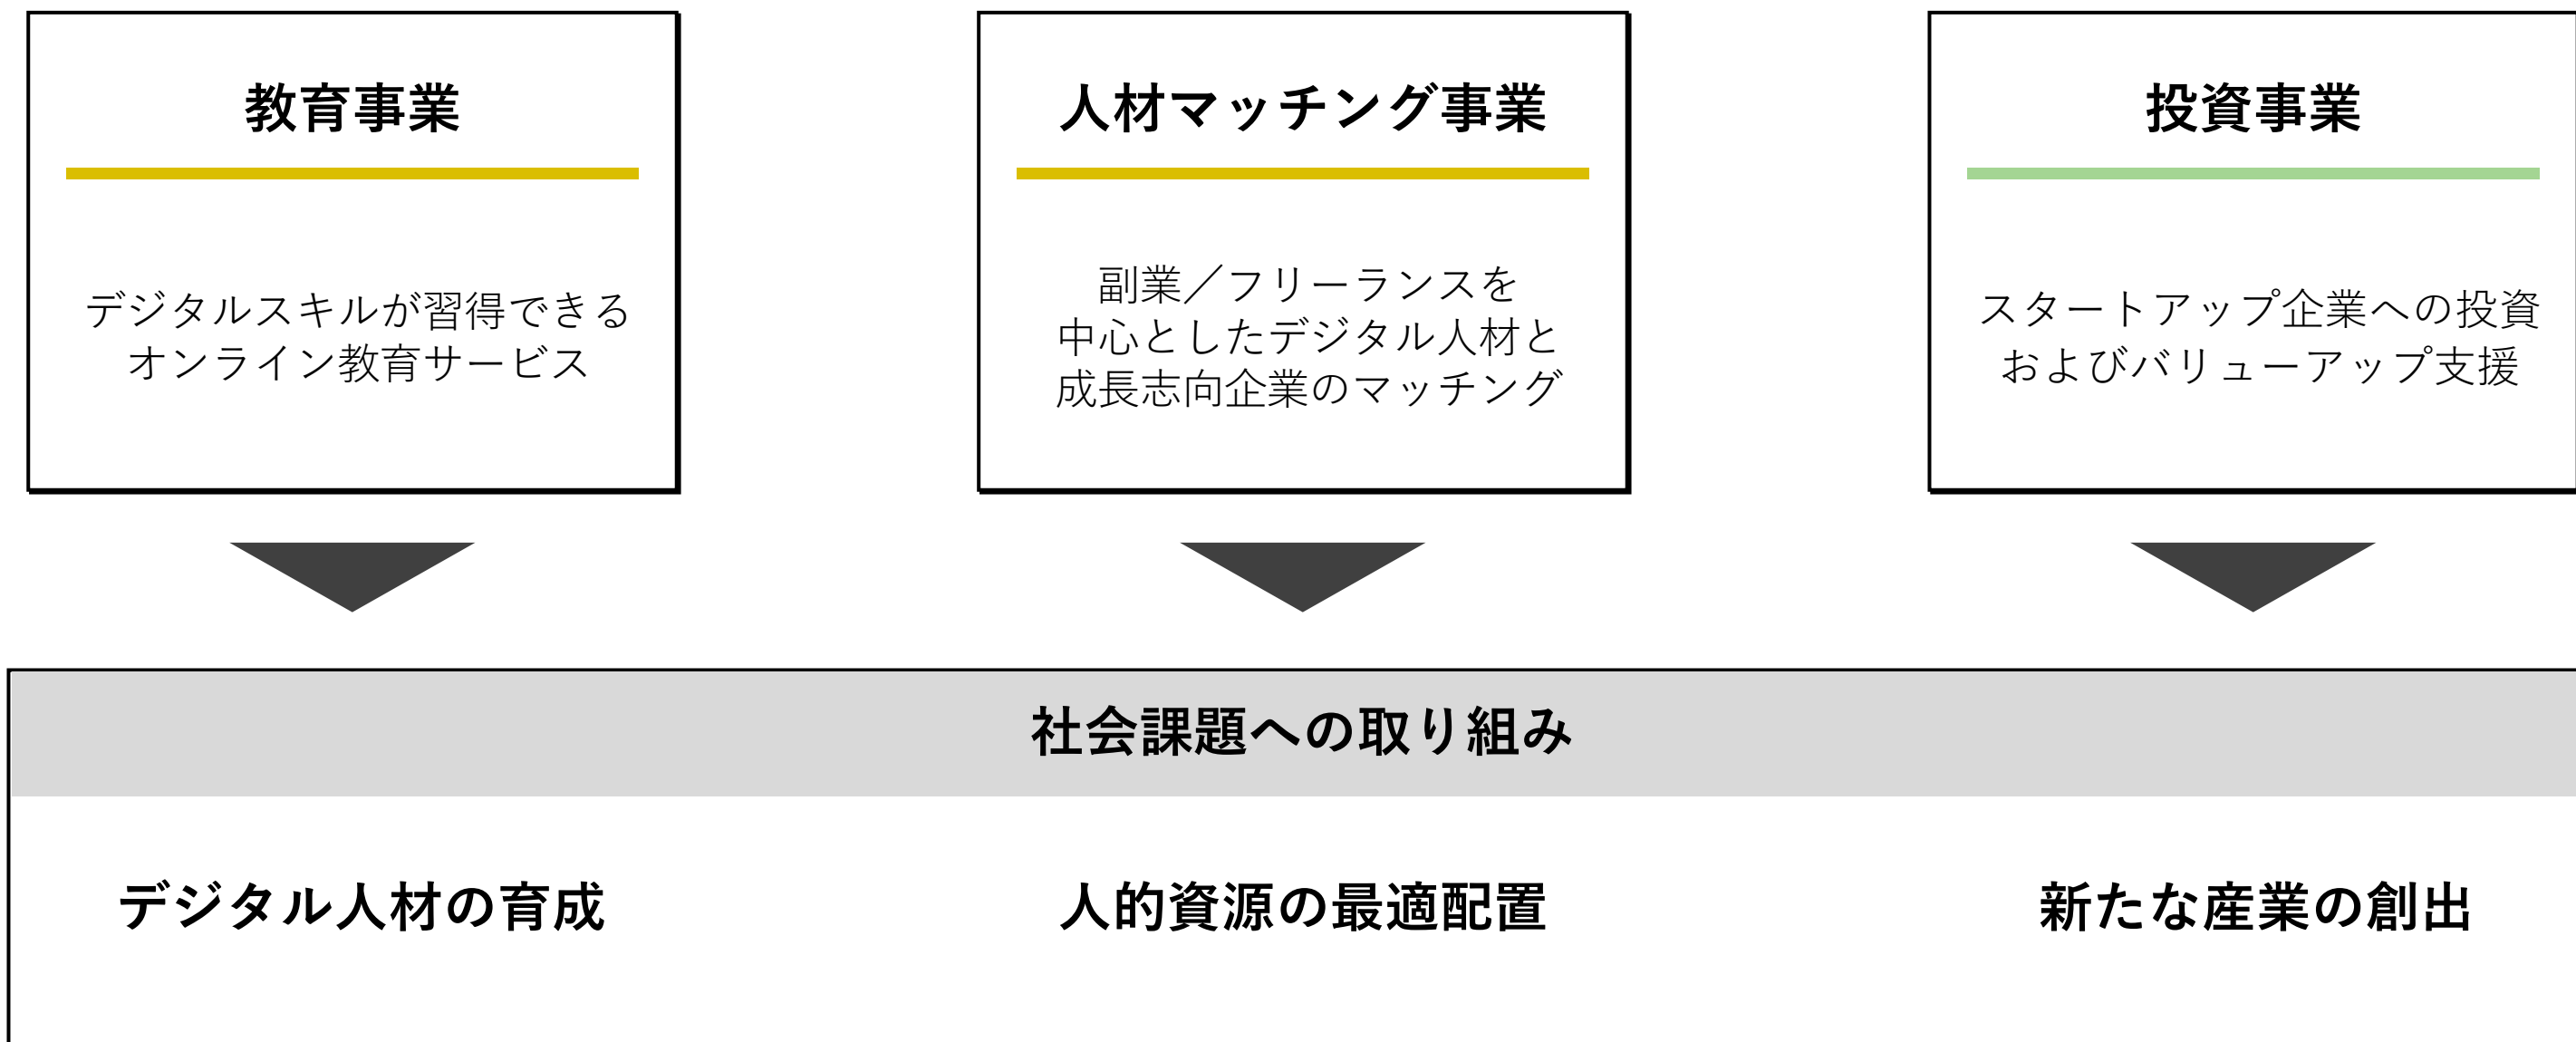 教育事業
デジタルスキルが習得できる
オンライン教育サービス
人材マッチング事業
副業／フリーランスを
中心としたデジタル人材と
成長志向企業のマッチング
投資事業
スタートアップ企業への投資
およびバリューアップ支援
社会課題への取り組み
デジタル人材の育成
人的資源の最適配置
新たな産業の創出